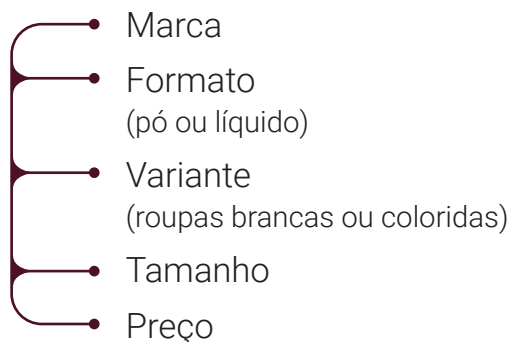 Marca
Formato
(pó ou líquido)
Variante
(roupas brancas ou coloridas)
Tamanho
Preço